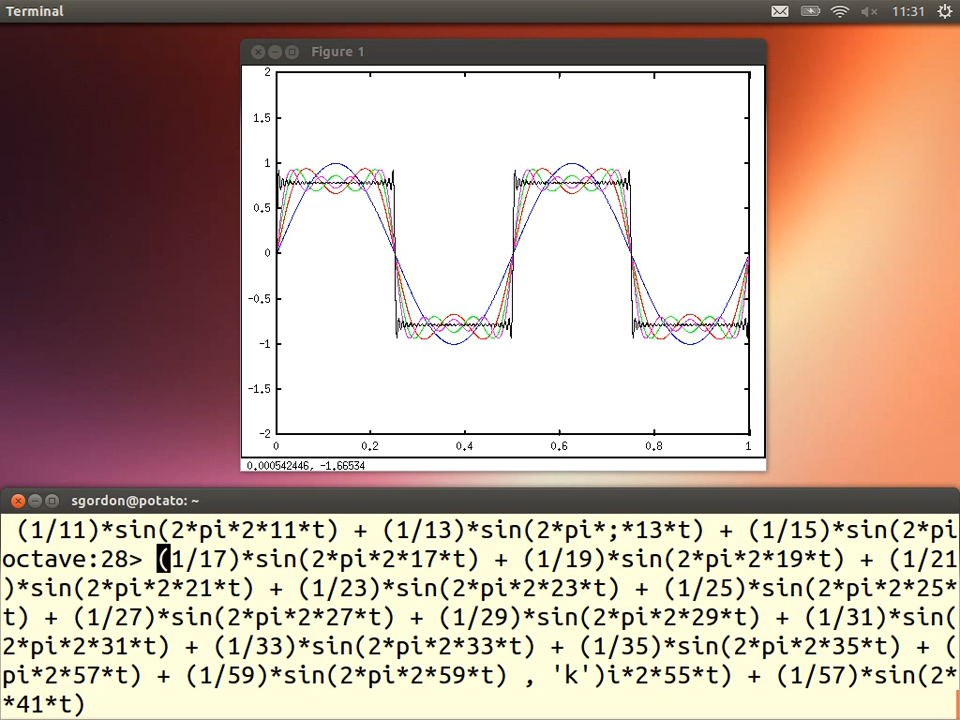 Terminal
11:31
Figure 1
2
1.5
1
0.5
0
-0.5
-1
-1.5
-2
0 0.2 0.4 0.6 0.8 1
0.000542446, -1.66534
sgordon@potato: ~
(1/11)*sin(2*pi*2*11*t) + (1/13)*sin(2*pi*;*13*t) + (1/15)*sin(2*pi
octave:28> (1/17)*sin(2*pi*2*17*t) + (1/19)*sin(2*pi*2*19*t) + (1/21
)*sin(2*pi*2*21*t) + (1/23)*sin(2*pi*2*23*t) + (1/25)*sin(2*pi*2*25*
t) + (1/27)*sin(2*pi*2*27*t) + (1/29)*sin(2*pi*2*29*t) + (1/31)*sin(
2*pi*2*31*t) + (1/33)*sin(2*pi*2*33*t) + (1/35)*sin(2*pi*2*35*t) + (
pi*2*57*t) + (1/59)*sin(2*pi*2*59*t) , 'k')i*2*55*t) + (1/57)*sin(2*
*41*t)